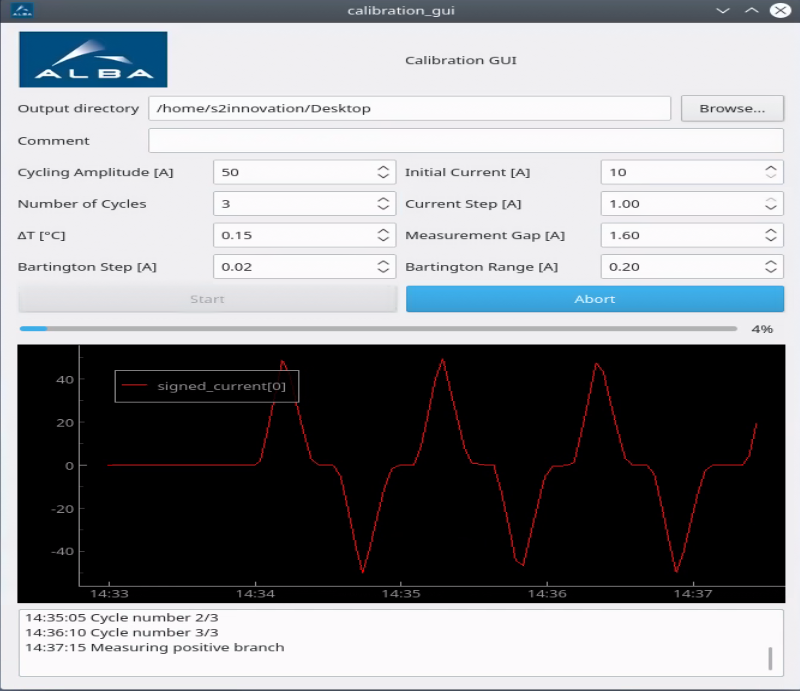 calibration_gui
ALBA
ALBA
Calibration GUI
Output directory /home/s2innovation/Desktop Browse...
Comment
Cycling Amplitude [A] 50 Initial Current [A] 10
Number of Cycles 3 Current Step [A] 1.00
ΔT [°C] 0.15 Measurement Gap [A] 1.60
Bartington Step [A] 0.02 Bartington Range [A] 0.20
Start Abort
4%
signed_current[0]
40
20
0
-20
-40
14:33 14:34 14:35 14:36 14:37
14:35:05 Cycle number 2/3
14:36:10 Cycle number 3/3
14:37:15 Measuring positive branch